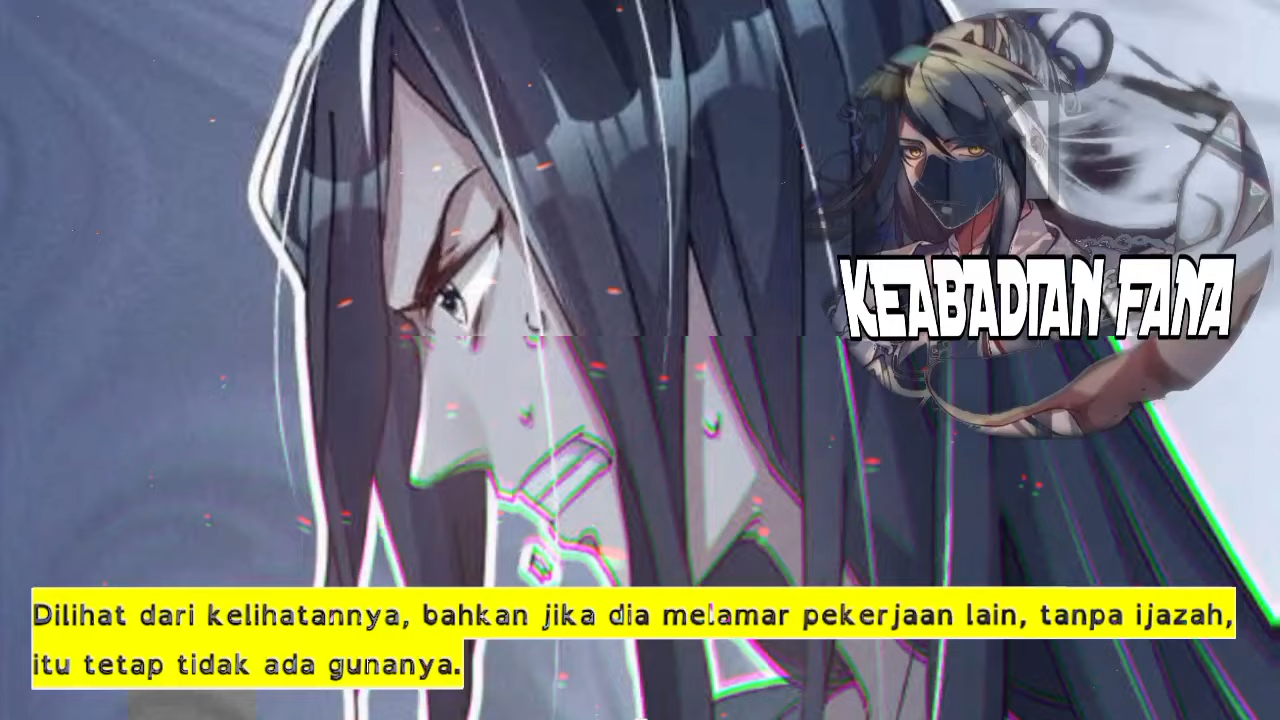 KEABADIAN FANA
Dilihat dari kelihatannya, bahkan jika dia melamar pekerjaan lain, tanpa ijazah,
itu tetap tidak ada gunanya.